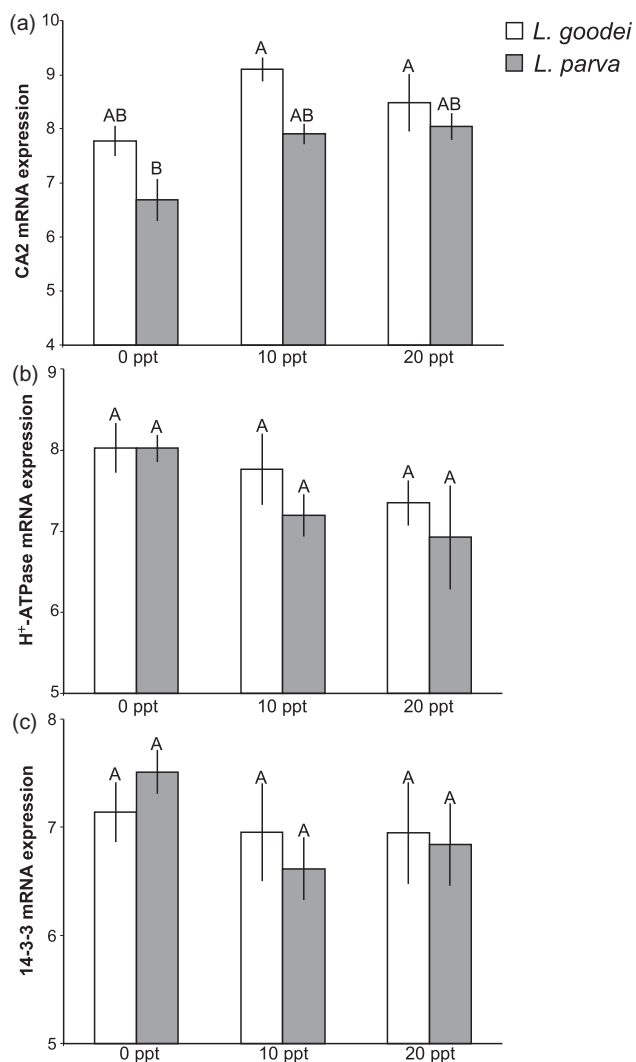 (a)
L. goodei
L. parva
CA2 mRNA expression
10
9
8
7
6
5
4
AB
B
A
AB
A
AB
0 ppt 10 ppt 20 ppt
(b)
H⁺-ATPase mRNA expression
9
8
7
6
5
A
A
A
A
A
A
0 ppt 10 ppt 20 ppt
(c)
14-3-3 mRNA expression
8
7
6
5
A
A
A
A
A
A
0 ppt 10 ppt 20 ppt